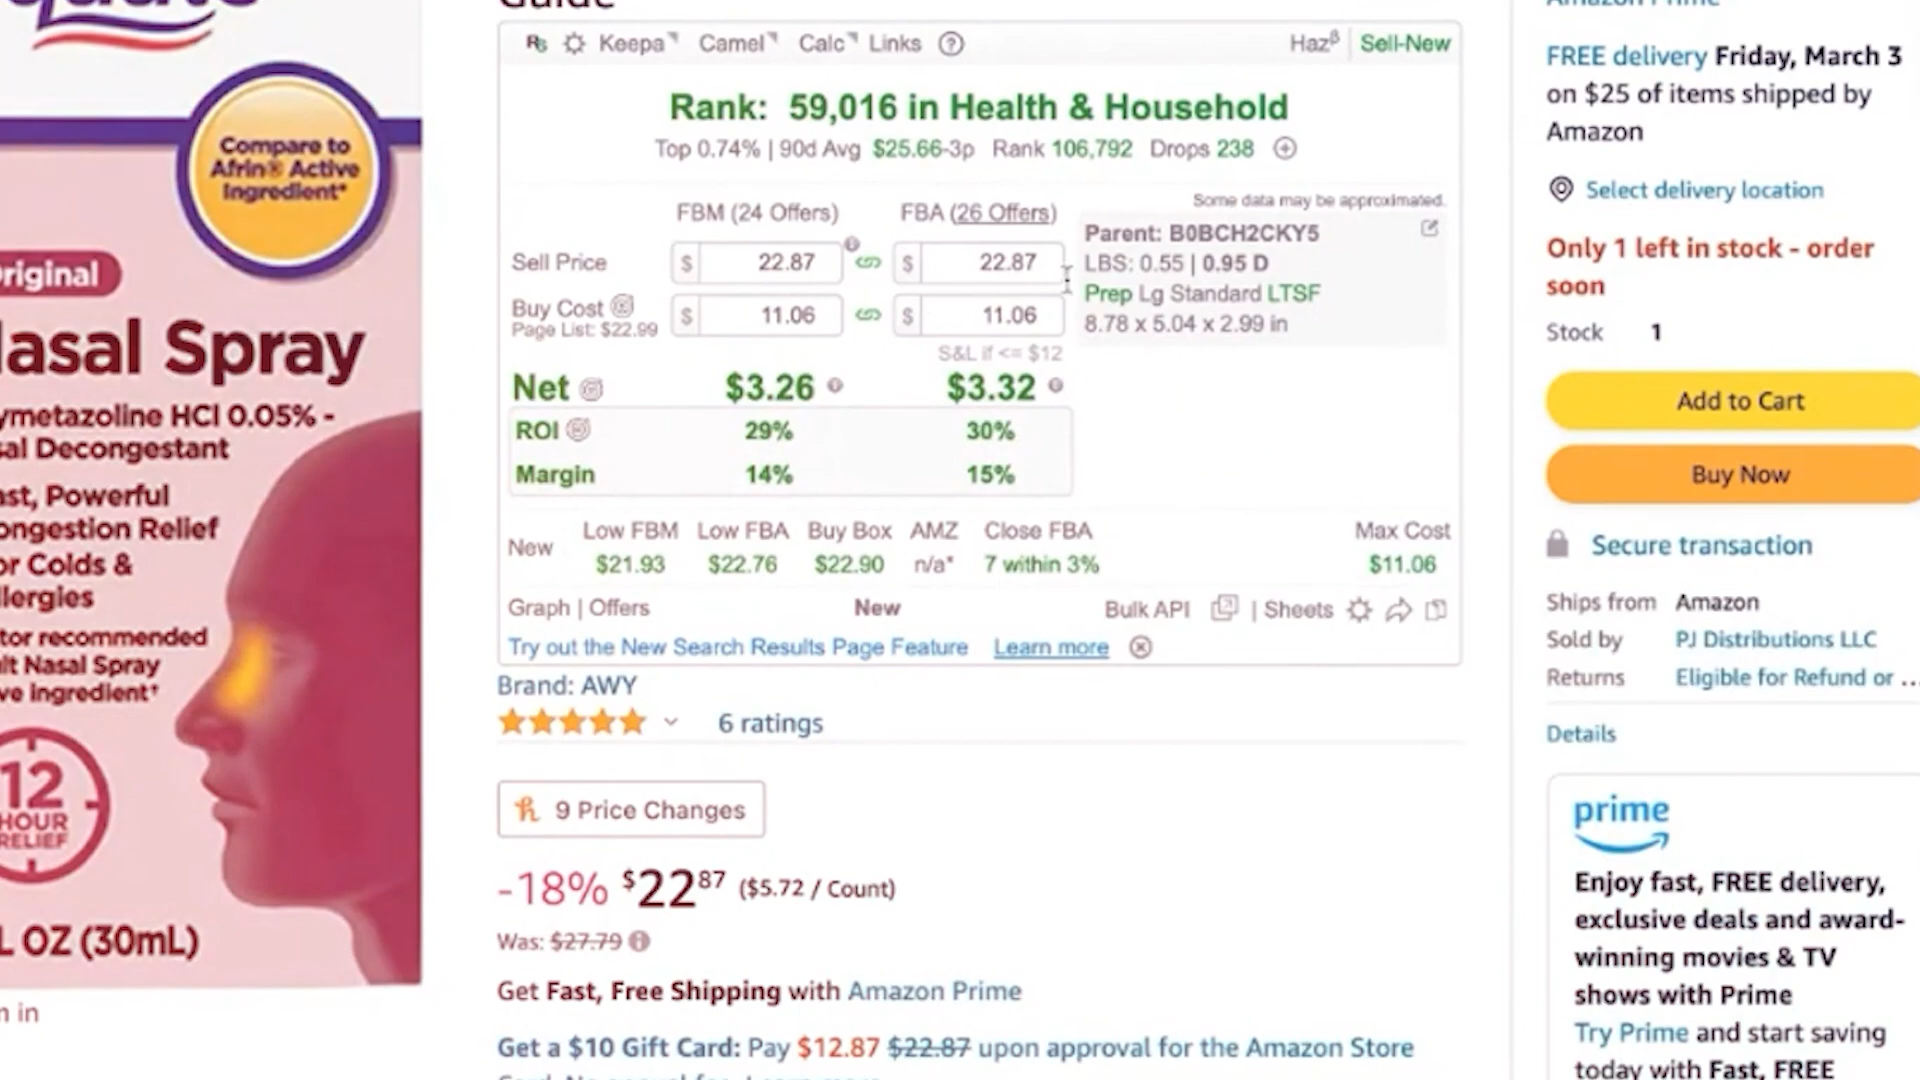 Compare to
Afrin® Active
Ingredient*
Nasal Spray
HCl 0.05% -
Decongestant
Powerful
Relief
Colds &
recommended
Nasal Spray
ingredient†
12
HOUR
RELIEF
OZ (30mL)
in
Guide
Rs Keepa Camel Calc Links ? Hazβ Sell-New
Rank: 59,016 in Health & Household
Top 0.74% | 90d Avg $25.66-3p Rank 106,792 Drops 238
Some data may be approximated.
FBM (24 Offers) FBA (26 Offers)
Sell Price $ 22.87 $ 22.87
Buy Cost $ 11.06 $ 11.06
Page List: $22.99
S&L if <= $12
Parent: B0BCH2CKY5
LBS: 0.55 | 0.95 D
Prep Lg Standard LTSF
8.78 x 5.04 x 2.99 in
Net $3.26 $3.32
ROI 29% 30%
Margin 14% 15%
Low FBM Low FBA Buy Box AMZ Close FBA Max Cost
New $21.93 $22.76 $22.90 n/a* 7 within 3% $11.06
Graph | Offers New Bulk API | Sheets
Try out the New Search Results Page Feature Learn more
Brand: AWY
6 ratings
9 Price Changes
-18% $22 87 ($5.72 / Count)
Was: $27.79
Get Fast, Free Shipping with Amazon Prime
Get a $10 Gift Card: Pay $12.87 $22.87 upon approval for the Amazon Store
Amazon Prime
FREE delivery Friday, March 3
on $25 of items shipped by
Amazon
Select delivery location
Only 1 left in stock - order
soon
Stock 1
Add to Cart
Buy Now
Secure transaction
Ships from Amazon
Sold by PJ Distributions LLC
Returns Eligible for Refund or ...
Details
prime
Enjoy fast, FREE delivery,
exclusive deals and award-
winning movies & TV
shows with Prime
Try Prime and start saving
today with Fast, FREE